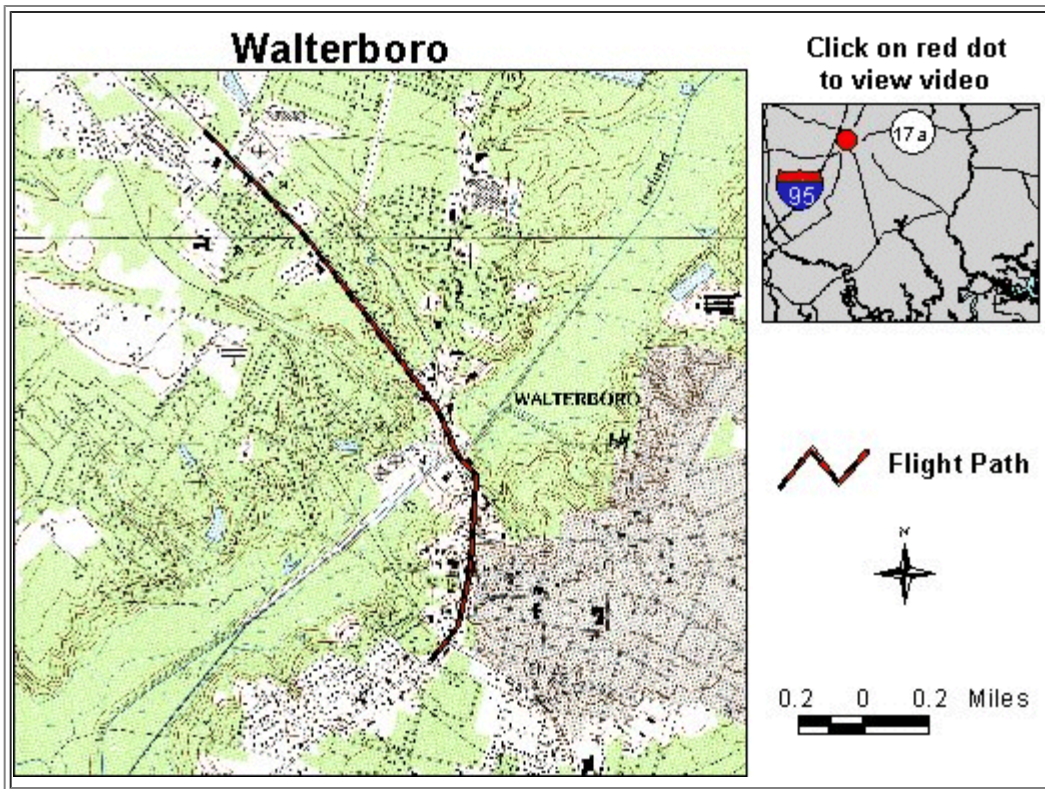 Walterboro
Click on red dot
to view video
17a
95
WALTERBORO
Flight Path
N
0.2 0 0.2 Miles